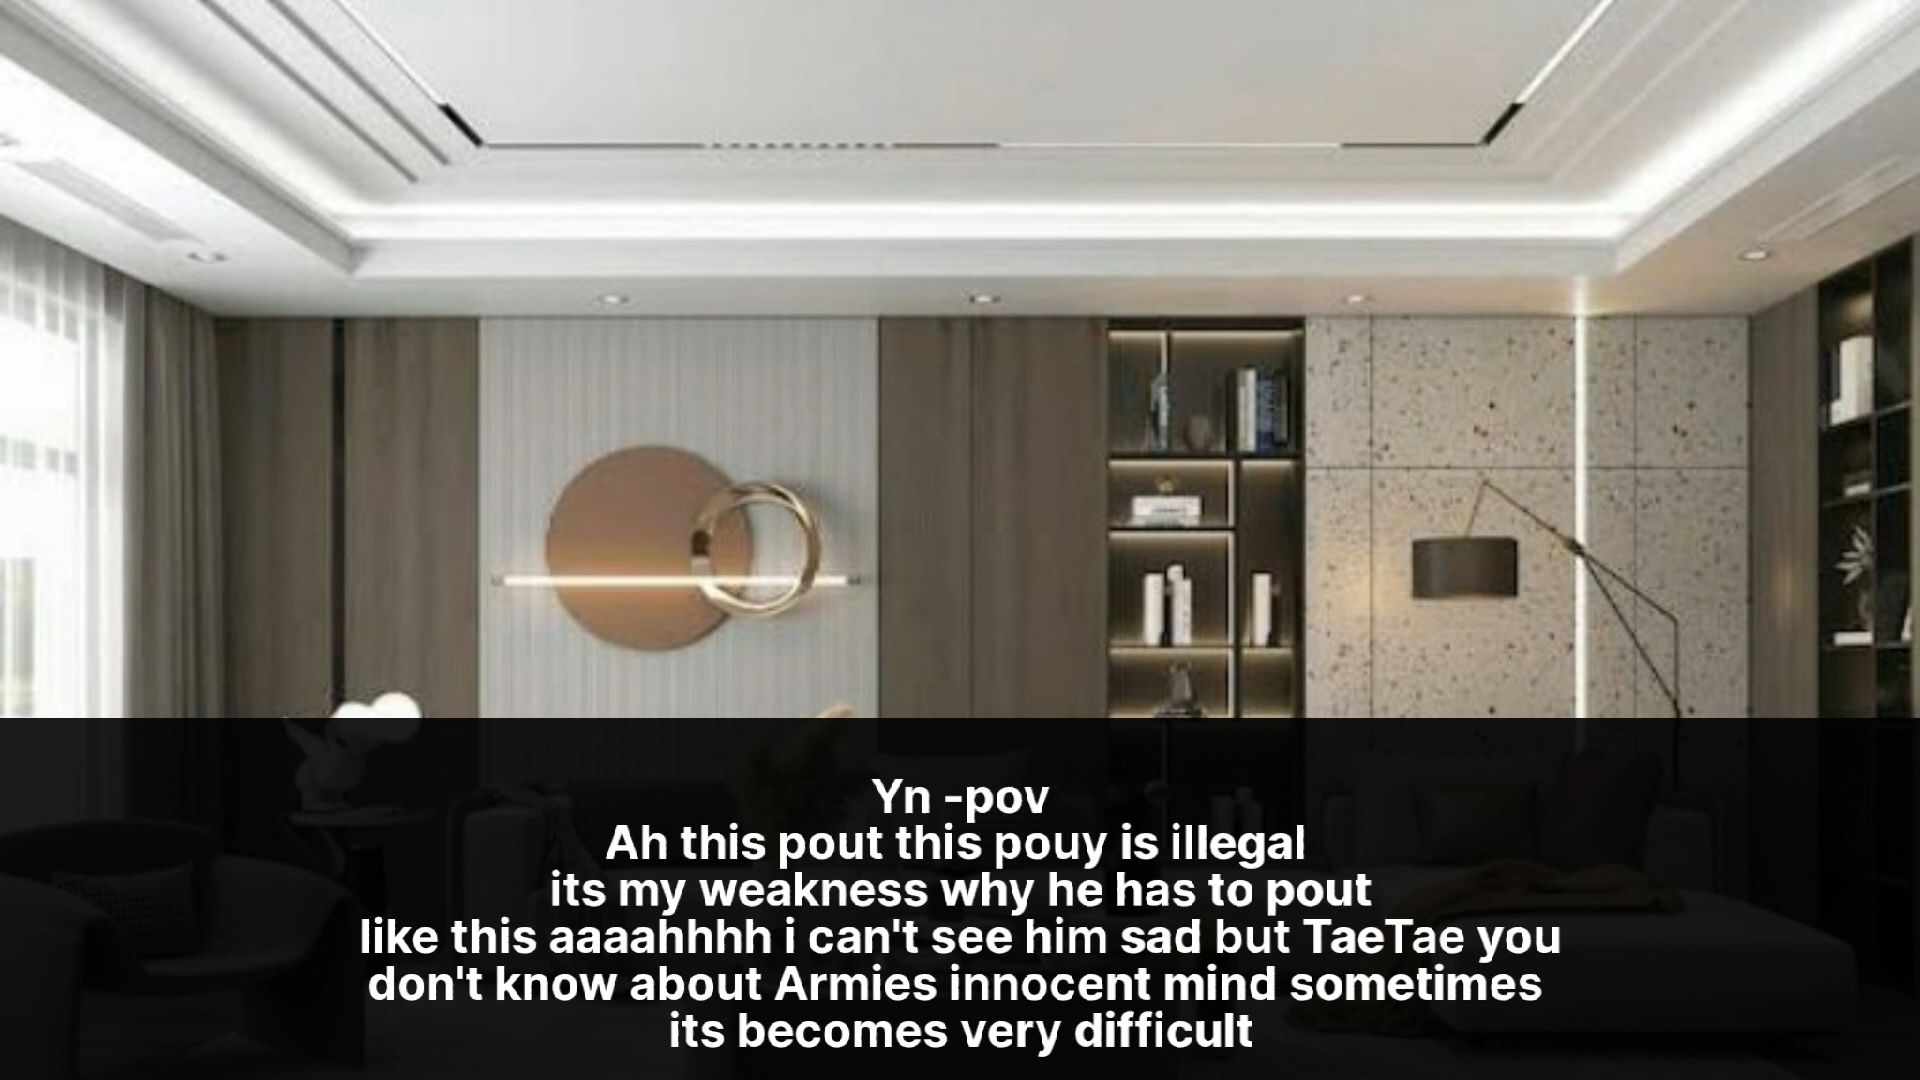 Yn -pov
Ah this pout this pouy is illegal
its my weakness why he has to pout
like this aaaahhhh i can't see him sad but TaeTae you
don't know about Armies innocent mind sometimes
its becomes very difficult